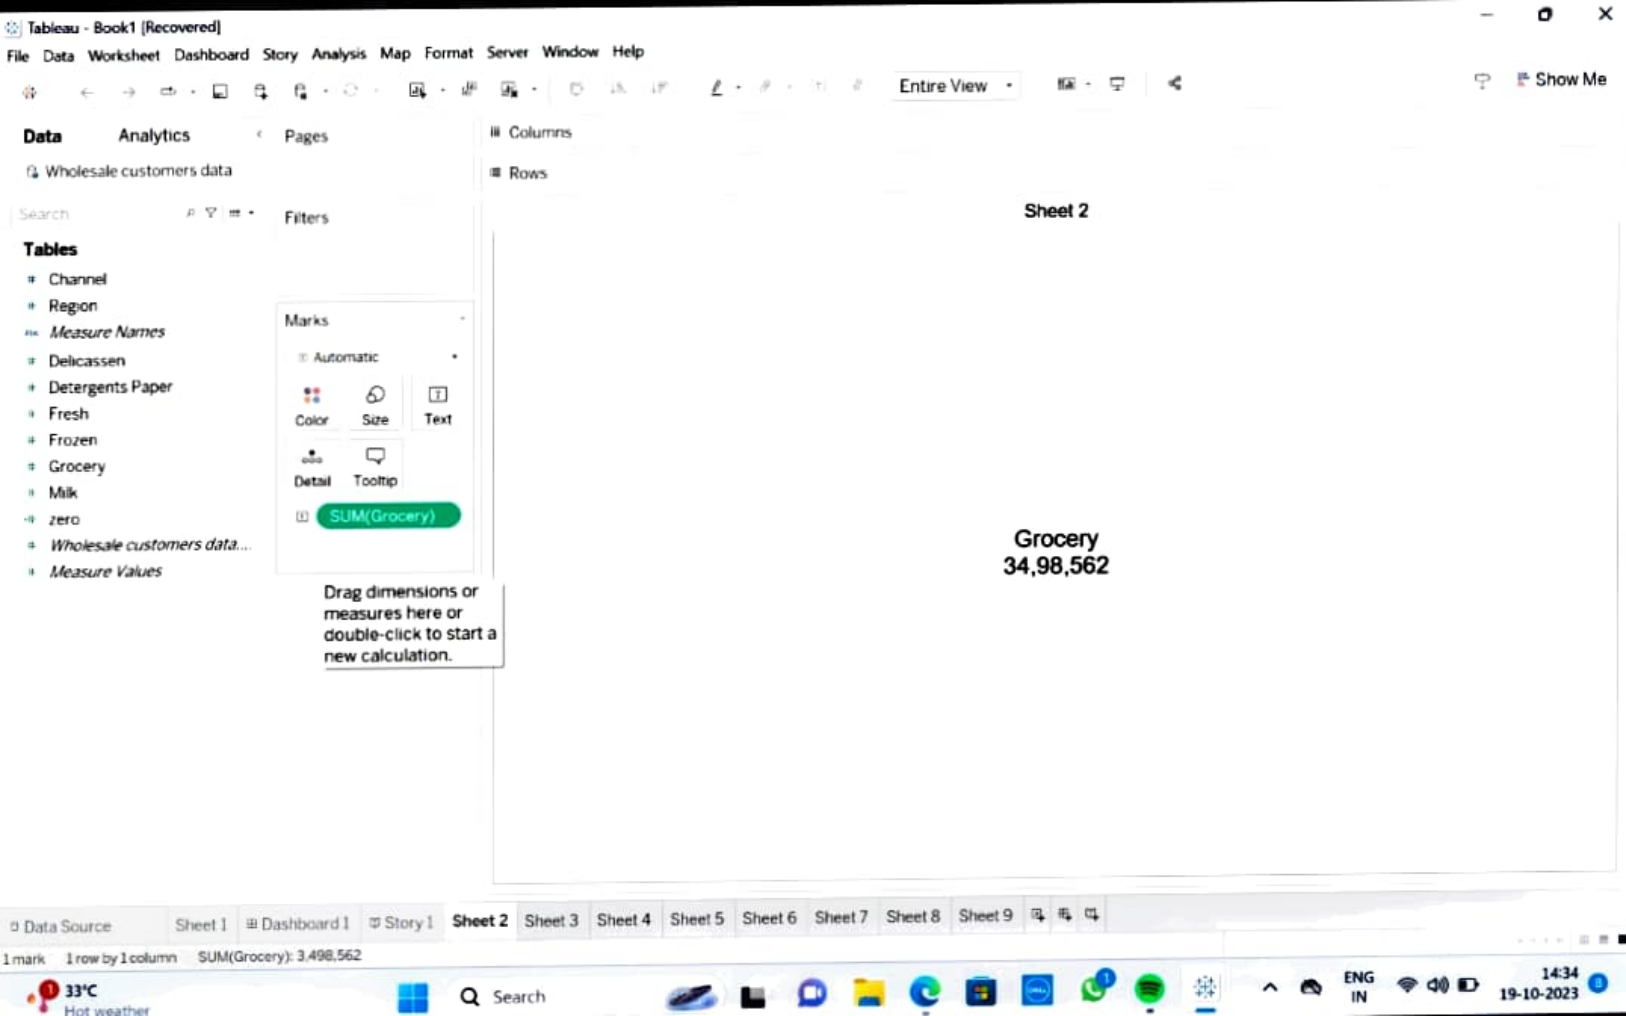 Tableau - Book1 [Recovered]
File Data Worksheet Dashboard Story Analysis Map Format Server Window Help
Entire View
Show Me
Data Analytics
Pages
Columns
Wholesale customers data
Rows
Search
Filters
Sheet 2
Tables
Channel
Region
Measure Names
Delicassen
Detergents Paper
Fresh
Frozen
Grocery
Milk
zero
Wholesale customers data....
Measure Values
Marks
Automatic
Color Size Text
Detail Tooltip
SUM(Grocery)
Drag dimensions or
measures here or
double-click to start a
new calculation.
Grocery
34,98,562
Data Source Sheet 1 Dashboard 1 Story 1 Sheet 2 Sheet 3 Sheet 4 Sheet 5 Sheet 6 Sheet 7 Sheet 8 Sheet 9
1 mark 1 row by 1 column SUM(Grocery): 3,498,562
1
33°C
Hot weather
Search
1
ENG
IN
14:34
19-10-2023